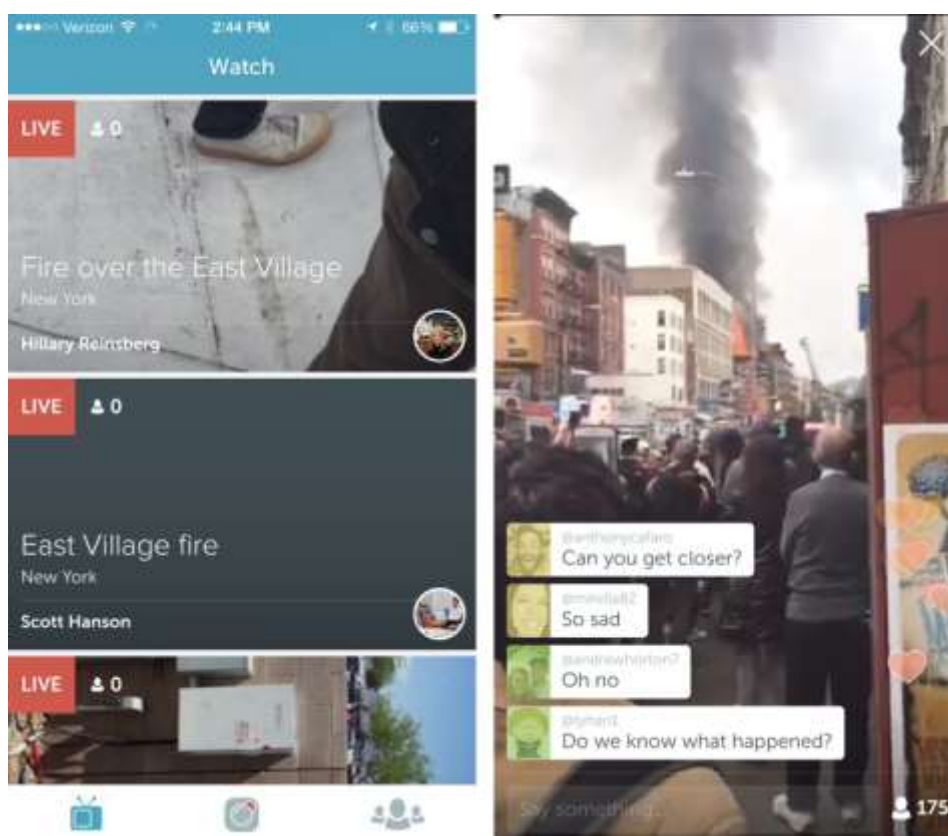 Verizon 2:44 PM 66%
Watch
LIVE 0
Fire over the East Village
New York
Hillary Reinsberg
LIVE 0
East Village fire
New York
Scott Hanson
LIVE 0
@anthonycafaro
Can you get closer?
So sad
@andrewhorton7
Oh no
Do we know what happened?
Say something...
175